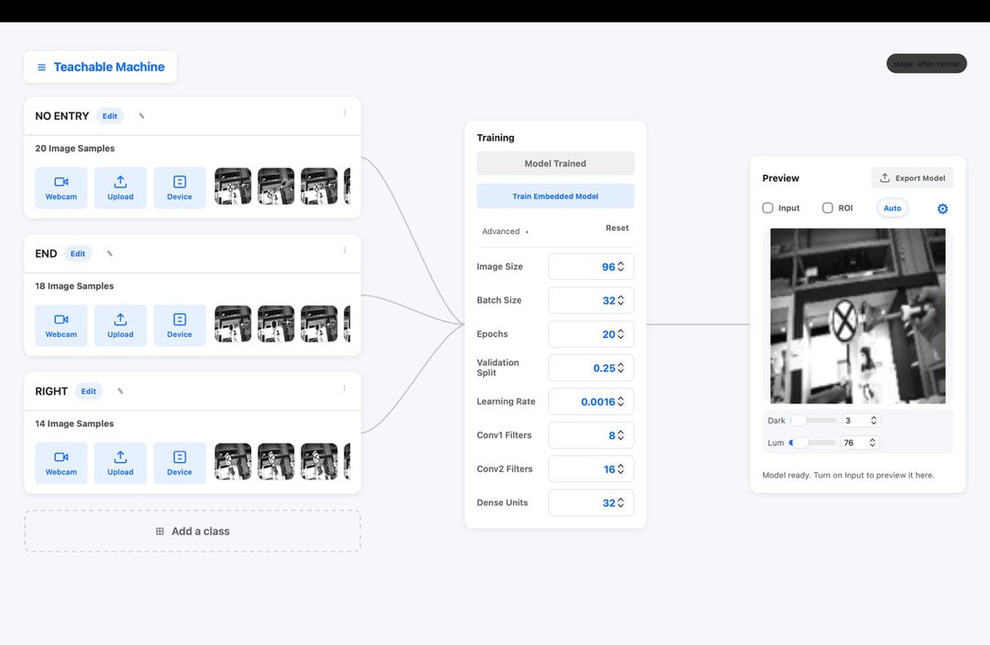 Teachable Machine
stage: after-render
NO ENTRY Edit
20 Image Samples
Webcam Upload Device
END Edit
18 Image Samples
Webcam Upload Device
RIGHT Edit
14 Image Samples
Webcam Upload Device
Add a class
Training
Model Trained
Train Embedded Model
Advanced Reset
Image Size 96
Batch Size 32
Epochs 20
Validation
Split 0.25
Learning Rate 0.0016
Conv1 Filters 8
Conv2 Filters 16
Dense Units 32
Preview Export Model
Input ROI Auto
Dark 3
Lum 76
Model ready. Turn on Input to preview it here.